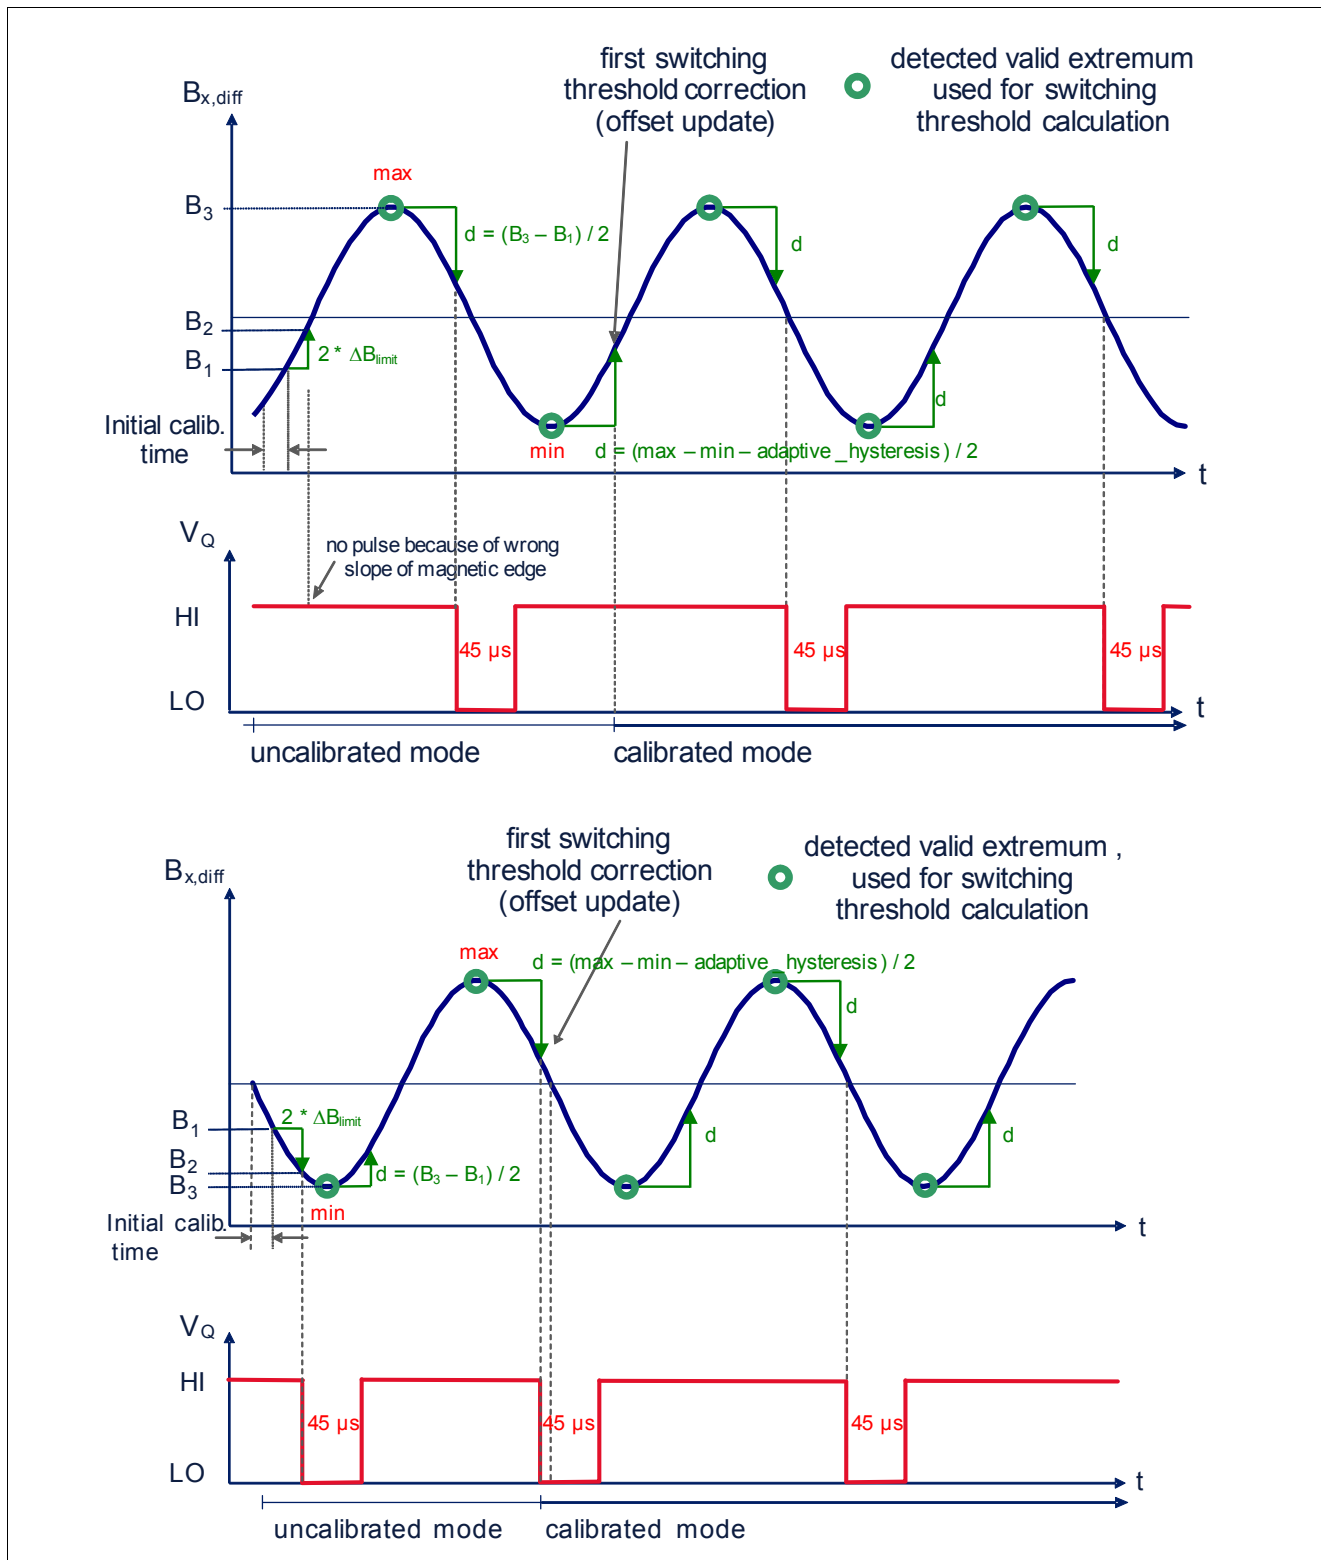 first switching
threshold correction
(offset update)
detected valid extremum
used for switching
threshold calculation
Bx,diff
max
B3
d = (B3 – B1) / 2
d
d
B2
2 * ΔBlimit
B1
d
Initial calib.
time
min
d = (max – min – adaptive _ hysteresis) / 2
t
VQ
no pulse because of wrong
slope of magnetic edge
HI
45 µs
45 µs
45 µs
LO
t
uncalibrated mode
calibrated mode
first switching
threshold correction
(offset update)
detected valid extremum ,
used for switching
threshold calculation
Bx,diff
max
d = (max – min – adaptive _ hysteresis) / 2
d
B1
2 * ΔBlimit
d
d
B2
d = (B3 – B1) / 2
B3
min
Initial calib.
time
t
VQ
HI
45 µs
45 µs
45 µs
LO
t
uncalibrated mode
calibrated mode